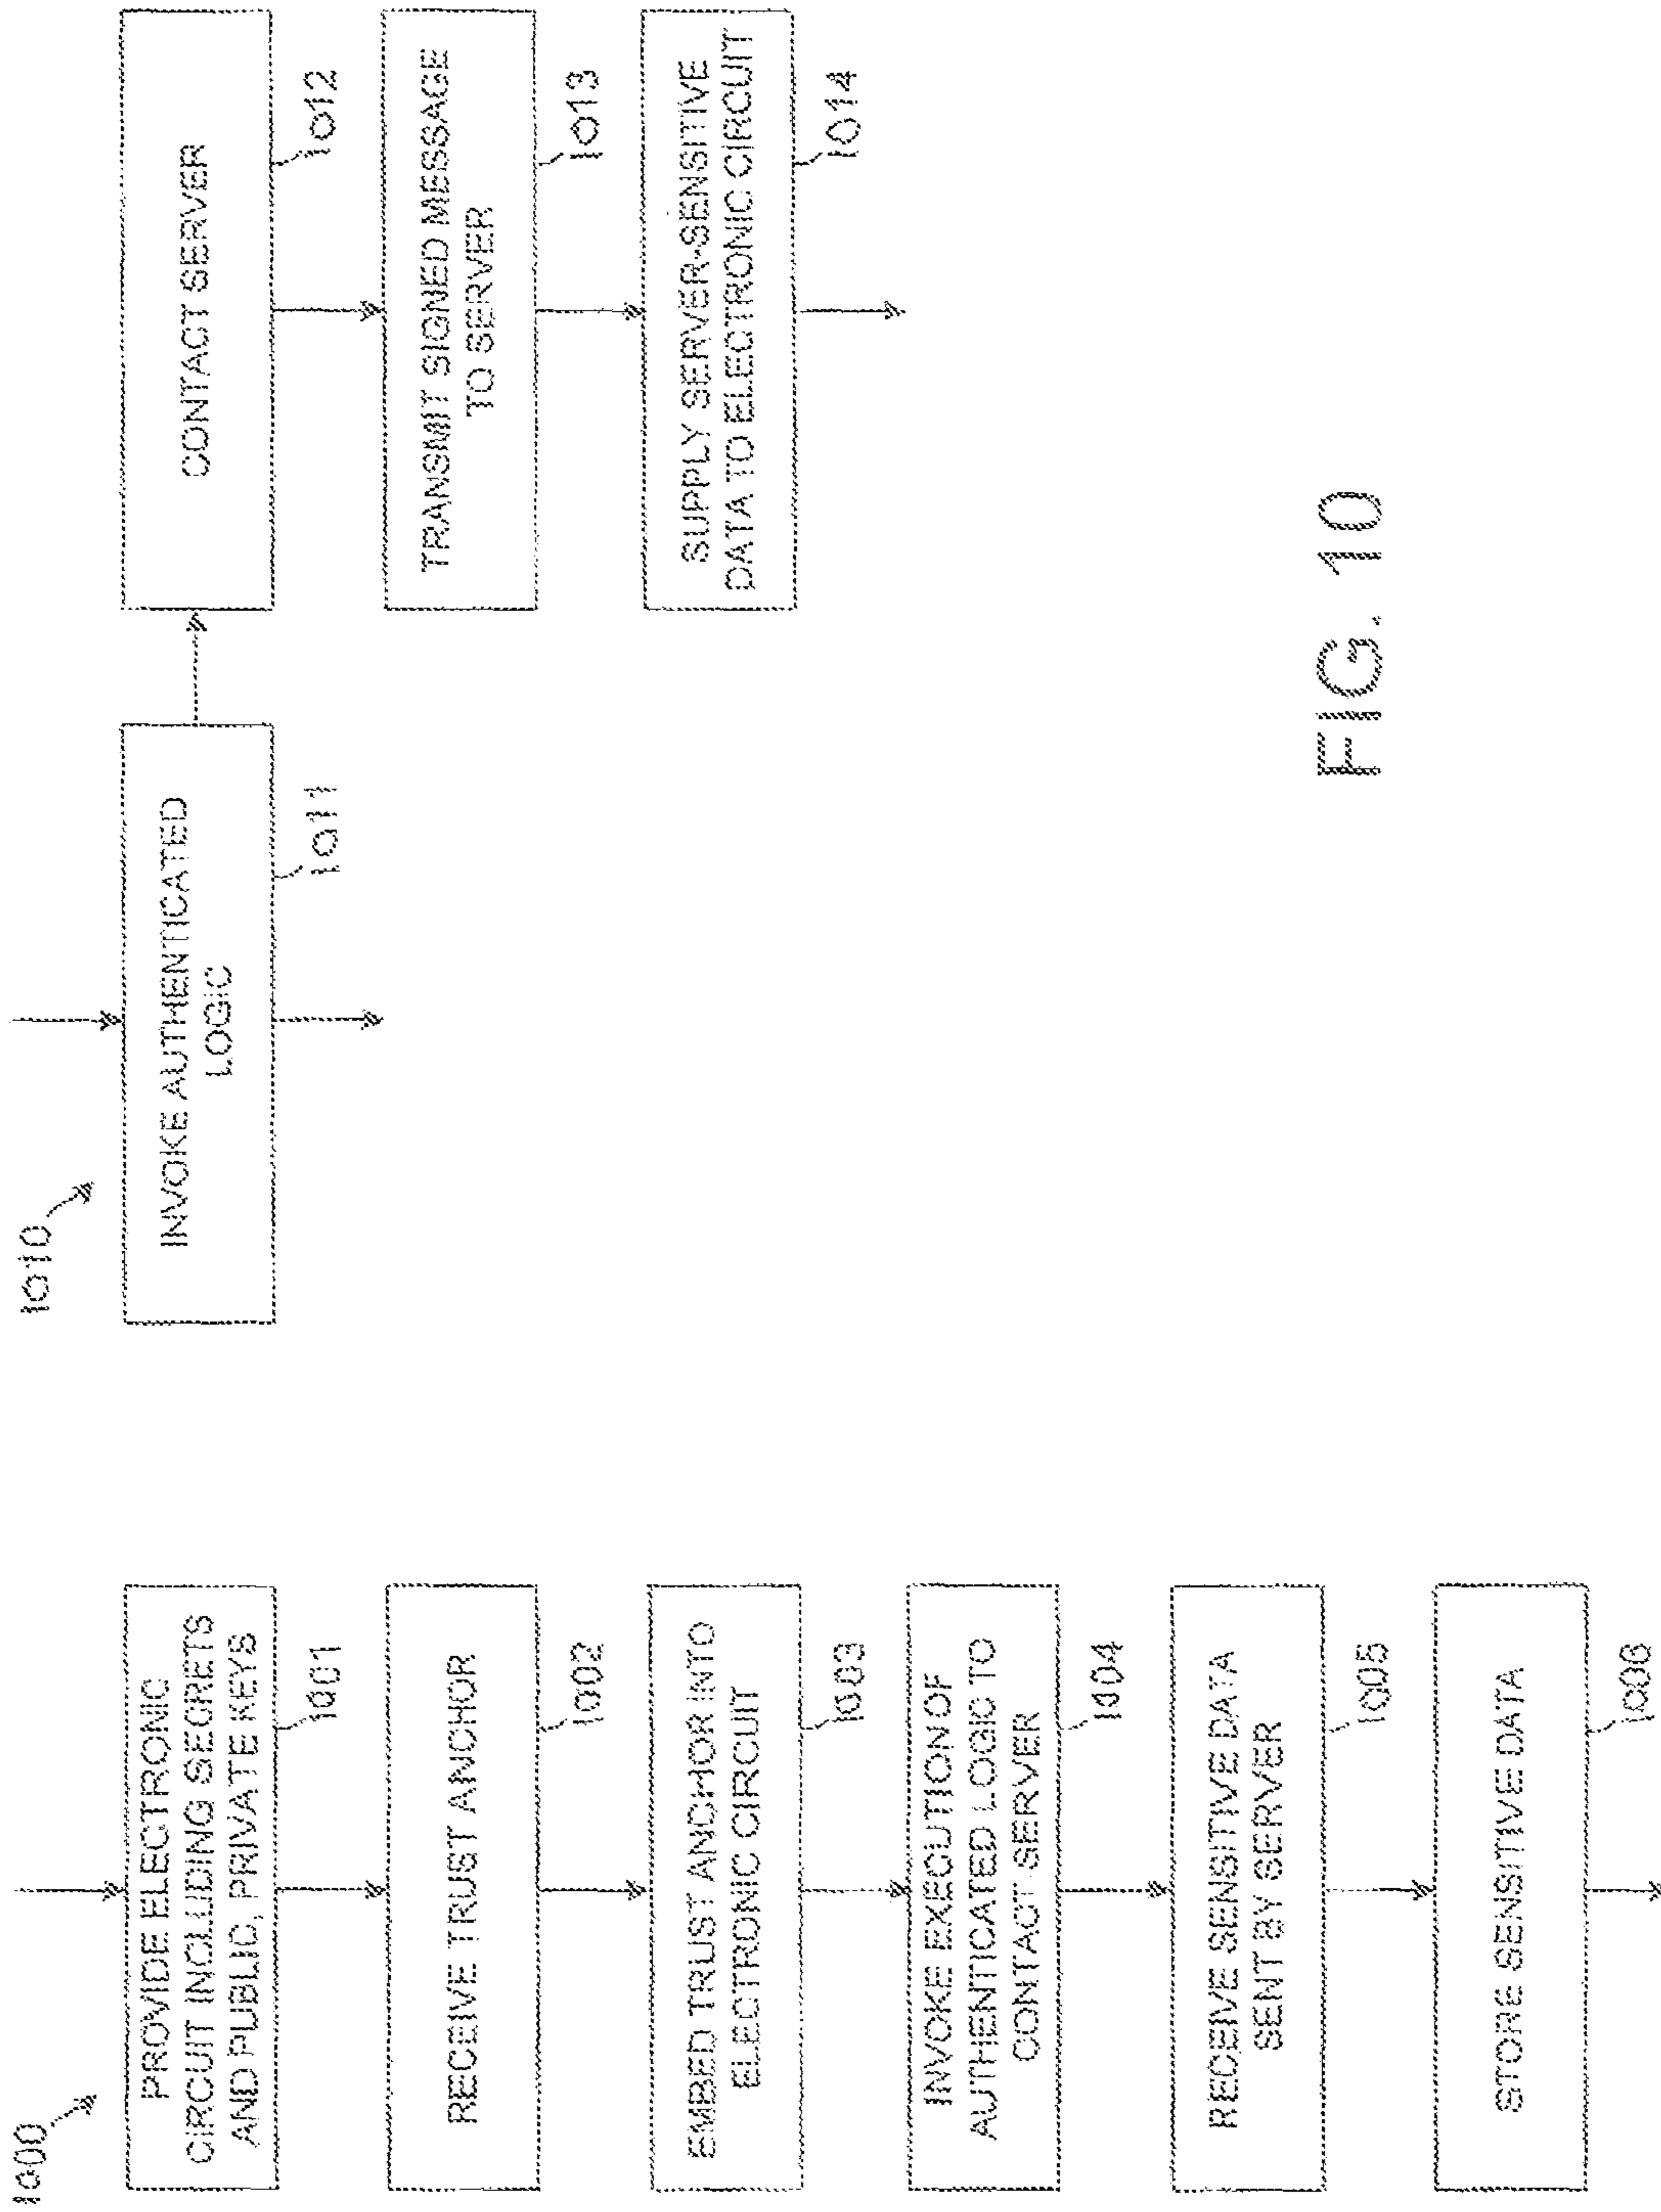 1000
PROVIDE ELECTRONIC
CIRCUIT INCLUDING SECRETS
AND PUBLIC, PRIVATE KEYS
1001
RECEIVE TRUST ANCHOR
1002
EMBED TRUST ANCHOR INTO
ELECTRONIC CIRCUIT
1003
INVOKE EXECUTION OF
AUTHENTICATED LOGIC TO
CONTACT SERVER
1004
RECEIVE SENSITIVE DATA
SENT BY SERVER
1005
STORE SENSITIVE DATA
1006
1010
INVOKE AUTHENTICATED
LOGIC
1011
CONTACT SERVER
1012
TRANSMIT SIGNED MESSAGE
TO SERVER
1013
SUPPLY SERVER-SENSITIVE
DATA TO ELECTRONIC CIRCUIT
1014
FIG. 10